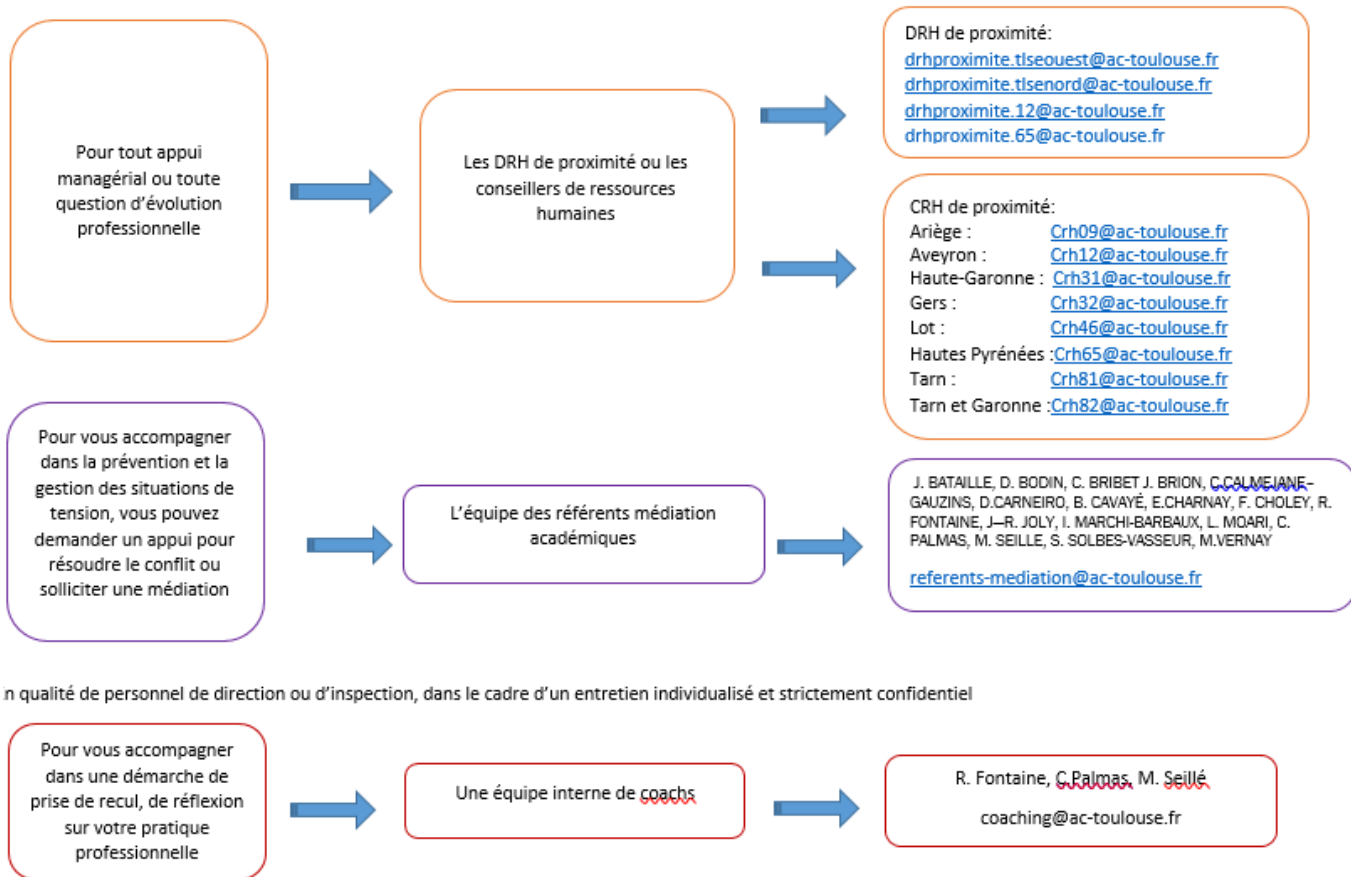 Pour tout appui
managérial ou toute
question d’évolution
professionnelle
Les DRH de proximité ou les
conseillers de ressources
humaines
DRH de proximité:
drhproximite.tlseouest@ac-toulouse.fr
drhproximite.tlsenord@ac-toulouse.fr
drhproximite.12@ac-toulouse.fr
drhproximite.65@ac-toulouse.fr
CRH de proximité:
Ariège : Crh09@ac-toulouse.fr
Aveyron : Crh12@ac-toulouse.fr
Haute-Garonne : Crh31@ac-toulouse.fr
Gers : Crh32@ac-toulouse.fr
Lot : Crh46@ac-toulouse.fr
Hautes Pyrénées :Crh65@ac-toulouse.fr
Tarn : Crh81@ac-toulouse.fr
Tarn et Garonne :Crh82@ac-toulouse.fr
Pour vous accompagner
dans la prévention et la
gestion des situations de
tension, vous pouvez
demander un appui pour
résoudre le conflit ou
solliciter une médiation
L’équipe des référents médiation
académiques
J. BATAILLE, D. BODIN, C. BRIBET J. BRION, C.CALMEJANE–
GAUZINS, D.CARNEIRO, B. CAVAYÉ, E.CHARNAY, F. CHOLEY, R.
FONTAINE, J—R. JOLY, I. MARCHI-BARBAUX, L. MOARI, C.
PALMAS, M. SEILLE, S. SOLBES-VASSEUR, M.VERNAY
referents-mediation@ac-toulouse.fr
n qualité de personnel de direction ou d’inspection, dans le cadre d’un entretien individualisé et strictement confidentiel
Pour vous accompagner
dans une démarche de
prise de recul, de réflexion
sur votre pratique
professionnelle
Une équipe interne de coachs
R. Fontaine, C.Palmas, M. Seillé
coaching@ac-toulouse.fr